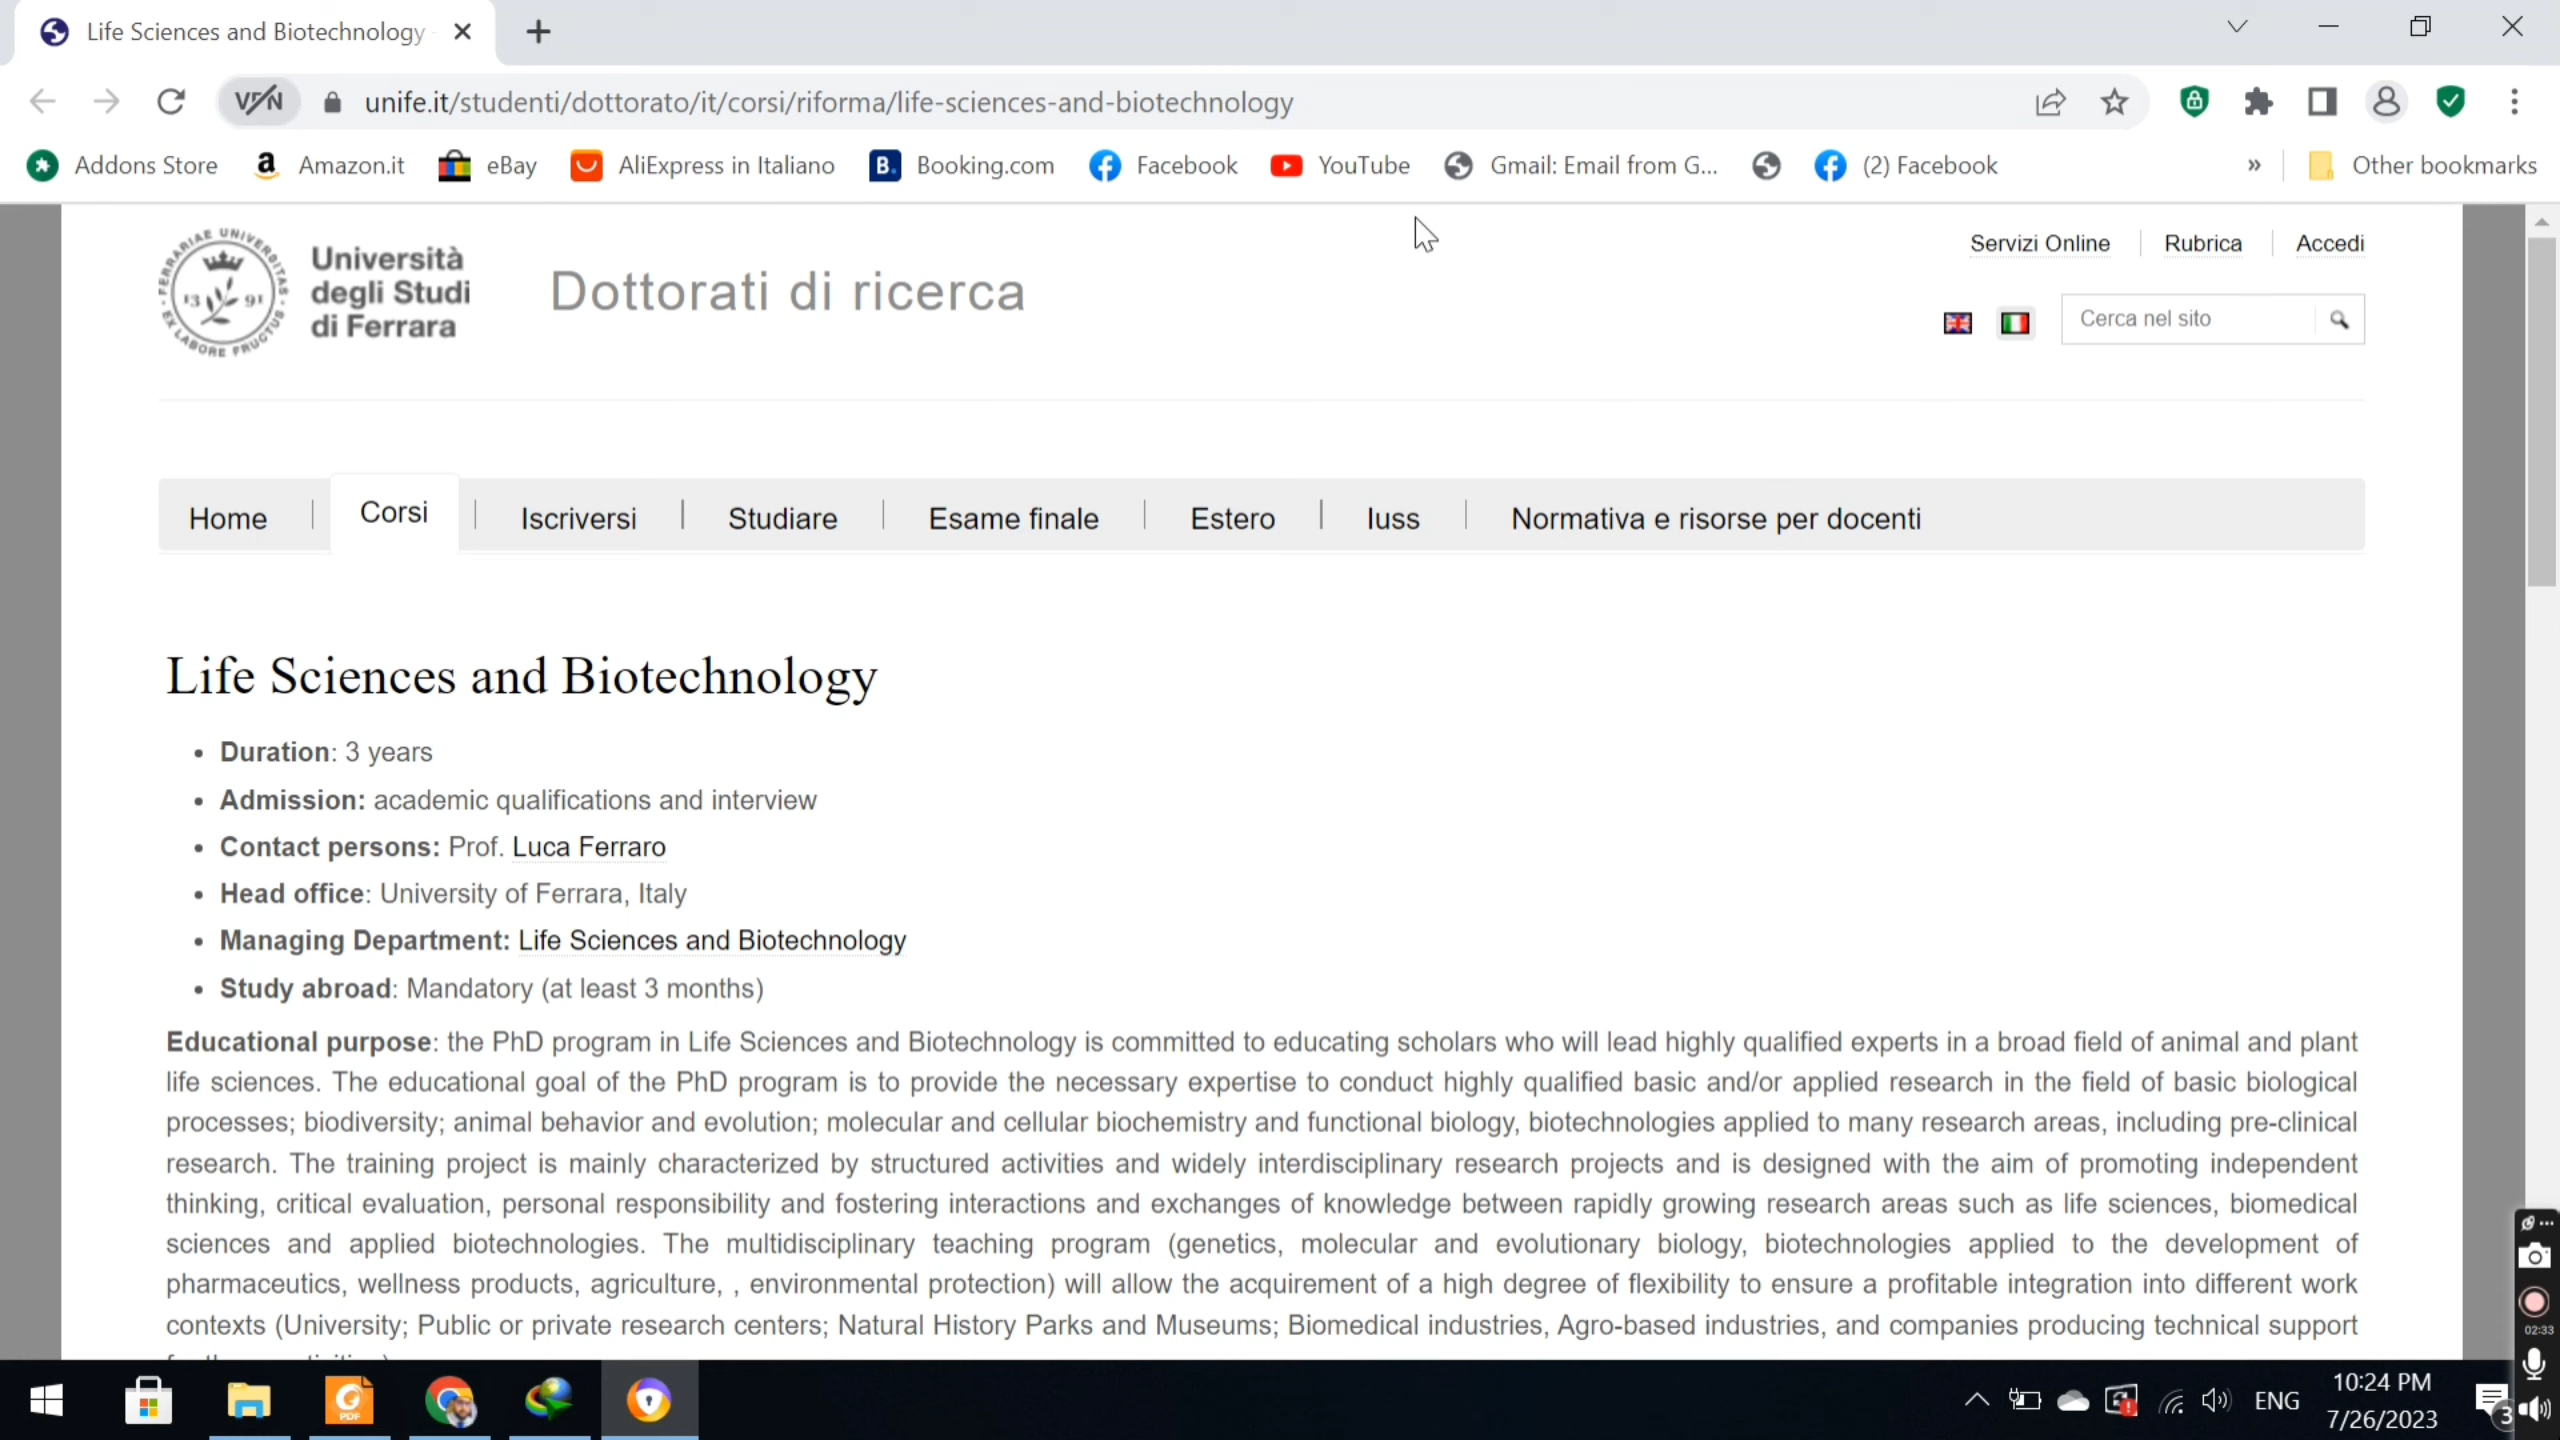 Life Sciences and Biotechnology
VPN unife.it/studenti/dottorato/it/corsi/riforma/life-sciences-and-biotechnology
Addons Store Amazon.it eBay AliExpress in Italiano Booking.com Facebook YouTube Gmail: Email from G... (2) Facebook » Other bookmarks
Servizi Online Rubrica Accedi
FERRARIAE UNIVERSITAS EX LABORE FRUCTUS 1391
Università
degli Studi
di Ferrara
Dottorati di ricerca
Cerca nel sito
Home Corsi Iscriversi Studiare Esame finale Estero Iuss Normativa e risorse per docenti
Life Sciences and Biotechnology
• Duration: 3 years
• Admission: academic qualifications and interview
• Contact persons: Prof. Luca Ferraro
• Head office: University of Ferrara, Italy
• Managing Department: Life Sciences and Biotechnology
• Study abroad: Mandatory (at least 3 months)
Educational purpose: the PhD program in Life Sciences and Biotechnology is committed to educating scholars who will lead highly qualified experts in a broad field of animal and plant
life sciences. The educational goal of the PhD program is to provide the necessary expertise to conduct highly qualified basic and/or applied research in the field of basic biological
processes; biodiversity; animal behavior and evolution; molecular and cellular biochemistry and functional biology, biotechnologies applied to many research areas, including pre-clinical
research. The training project is mainly characterized by structured activities and widely interdisciplinary research projects and is designed with the aim of promoting independent
thinking, critical evaluation, personal responsibility and fostering interactions and exchanges of knowledge between rapidly growing research areas such as life sciences, biomedical
sciences and applied biotechnologies. The multidisciplinary teaching program (genetics, molecular and evolutionary biology, biotechnologies applied to the development of
pharmaceutics, wellness products, agriculture, , environmental protection) will allow the acquirement of a high degree of flexibility to ensure a profitable integration into different work
contexts (University; Public or private research centers; Natural History Parks and Museums; Biomedical industries, Agro-based industries, and companies producing technical support
02:33
PDF
ENG
10:24 PM
7/26/2023
3